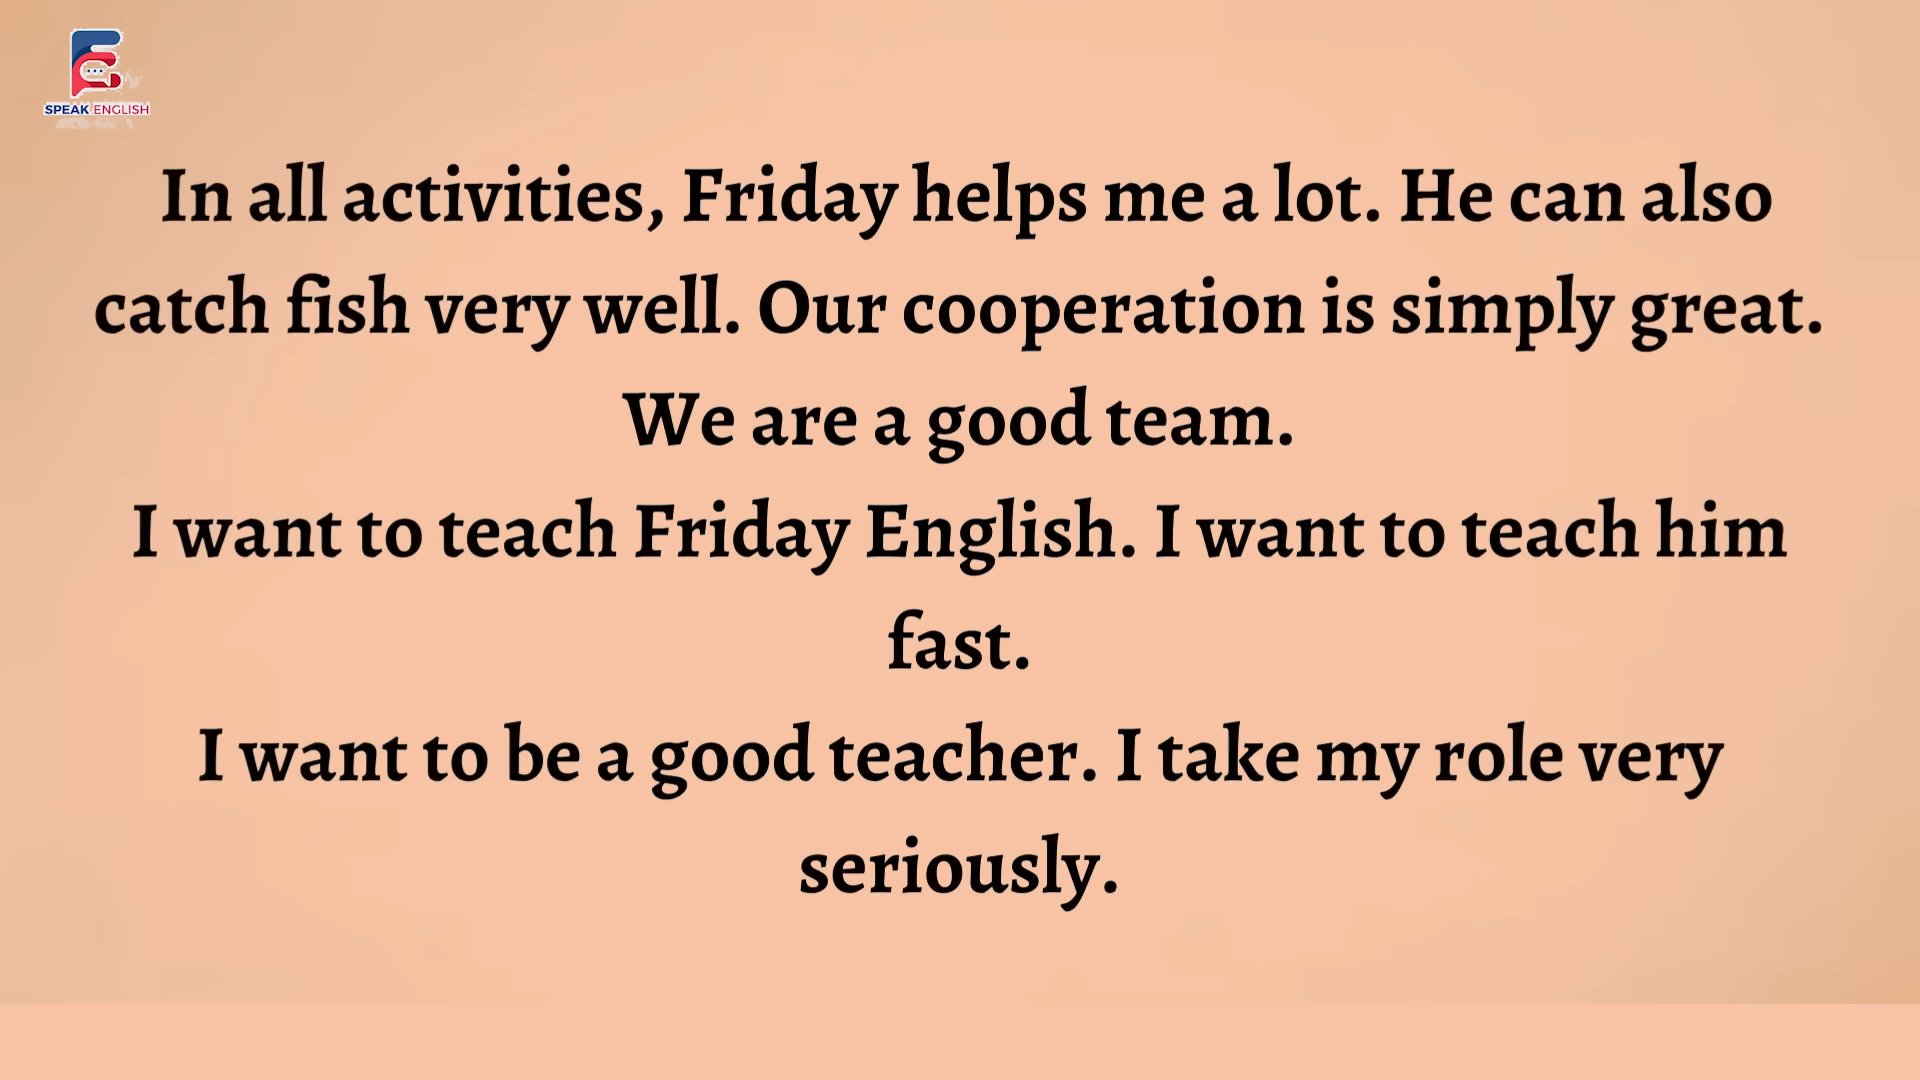 SPEAK ENGLISH
In all activities, Friday helps me a lot. He can also
catch fish very well. Our cooperation is simply great.
We are a good team.
I want to teach Friday English. I want to teach him
fast.
I want to be a good teacher. I take my role very
seriously.